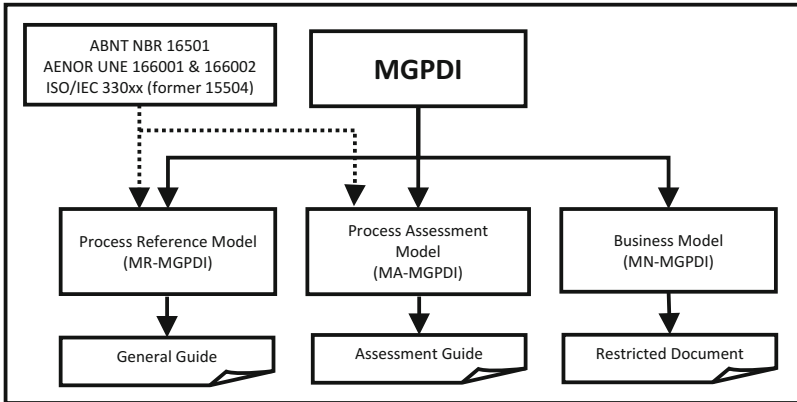 ABNT NBR 16501
AENOR UNE 166001 & 166002
ISO/IEC 330xx (former 15504)
MGPDI
Process Reference Model
(MR-MGPDI)
Process Assessment
Model
(MA-MGPDI)
Business Model
(MN-MGPDI)
General Guide
Assessment Guide
Restricted Document